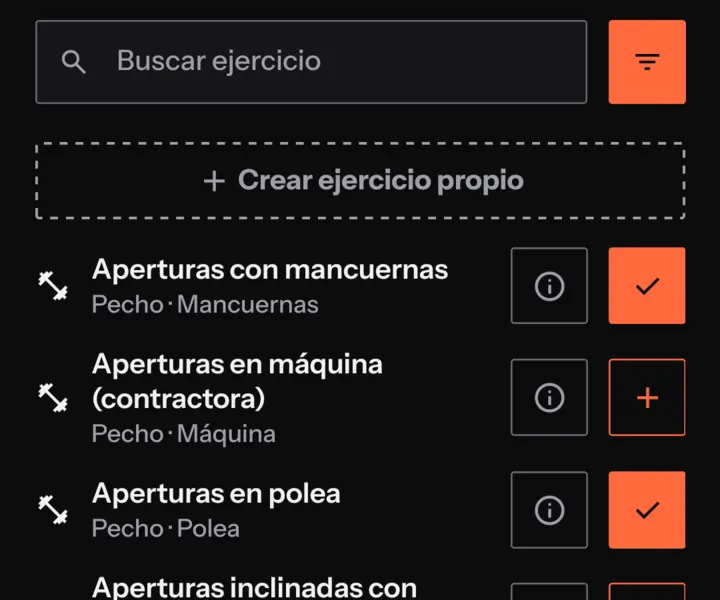 Buscar ejercicio
+ Crear ejercicio propio
Aperturas con mancuernas
Pecho · Mancuernas
Aperturas en máquina
(contractora)
Pecho · Máquina
Aperturas en polea
Pecho · Polea
Aperturas inclinadas con